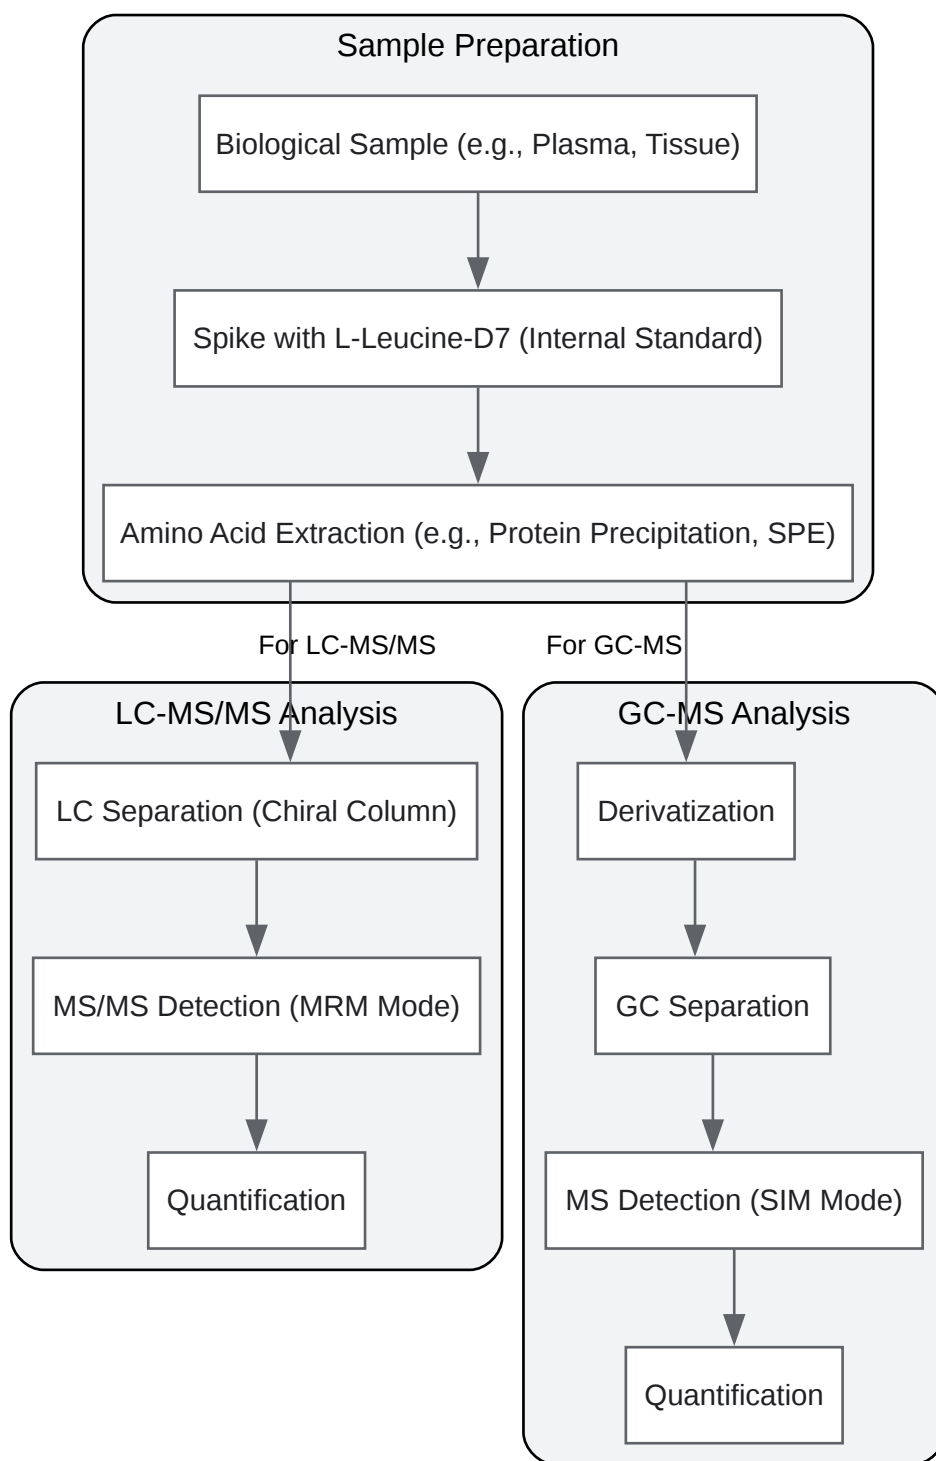 Sample Preparation
Biological Sample (e.g., Plasma, Tissue)
Spike with L-Leucine-D7 (Internal Standard)
Amino Acid Extraction (e.g., Protein Precipitation, SPE)
For LC-MS/MS
For GC-MS
LC-MS/MS Analysis
LC Separation (Chiral Column)
MS/MS Detection (MRM Mode)
Quantification
GC-MS Analysis
Derivatization
GC Separation
MS Detection (SIM Mode)
Quantification